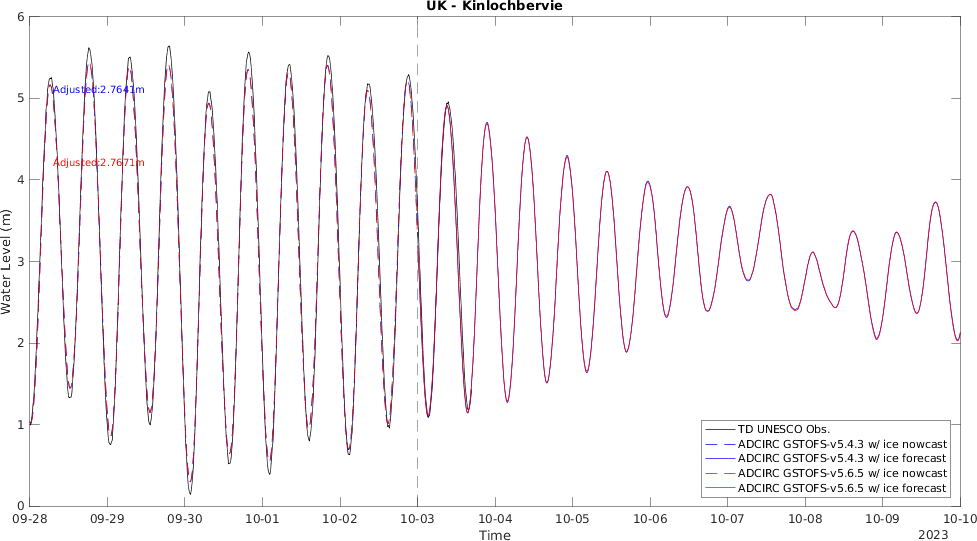 UK - Kinlochbervie
6
5
4
3
2
1
0
Water Level (m)
Adjusted:2.7641m
Adjusted:2.7671m
TD UNESCO Obs.
ADCIRC GSTOFS-v5.4.3 w/ ice nowcast
ADCIRC GSTOFS-v5.4.3 w/ ice forecast
ADCIRC GSTOFS-v5.6.5 w/ ice nowcast
ADCIRC GSTOFS-v5.6.5 w/ ice forecast
09-28 09-29 09-30 10-01 10-02 10-03 10-04 10-05 10-06 10-07 10-08 10-09 10-10
Time
2023